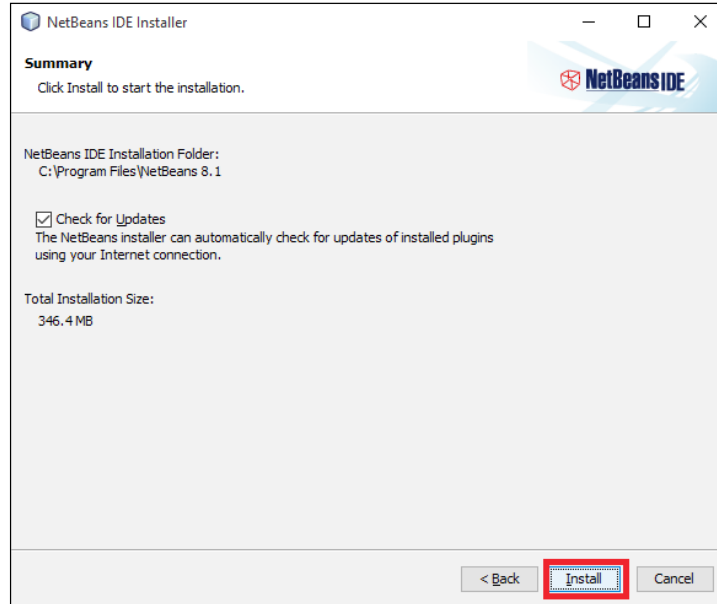 NetBeans IDE Installer
Summary
Click Install to start the installation.
NetBeans IDE
NetBeans IDE Installation Folder:
C:\Program Files\NetBeans 8.1
Check for Updates
The NetBeans installer can automatically check for updates of installed plugins
using your Internet connection.
Total Installation Size:
346.4 MB
< Back Install Cancel